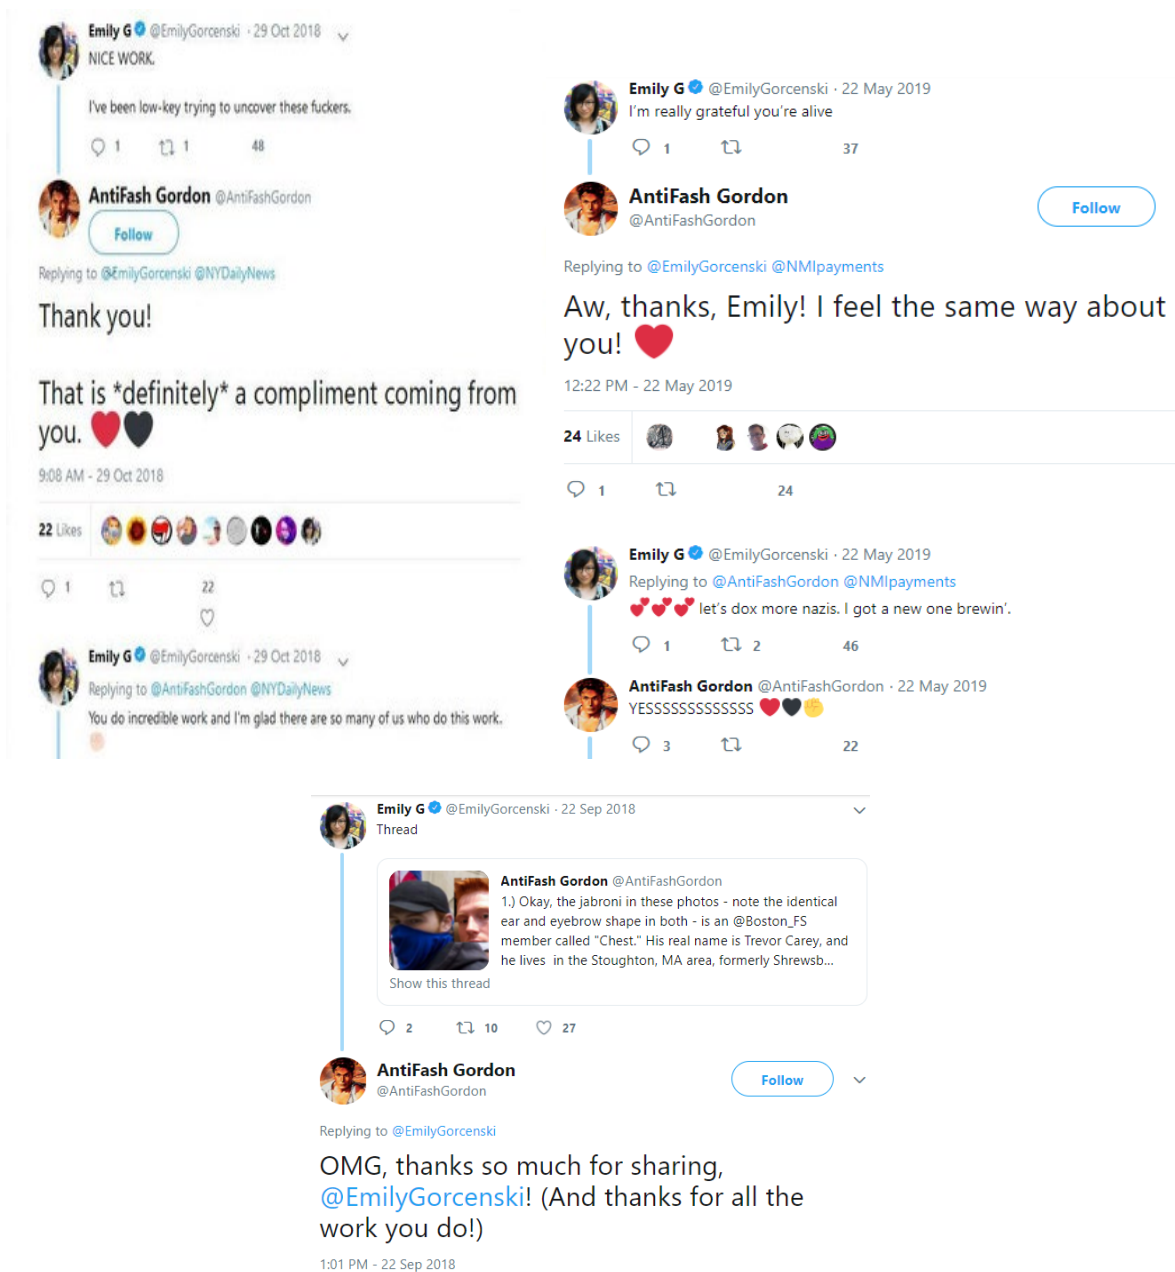 Emily G @EmilyGorcenski · 29 Oct 2018
NICE WORK.
I've been low-key trying to uncover these fuckers.
1 1 48
AntiFash Gordon @AntiFashGordon
Follow
Replying to @EmilyGorcenski @NYDailyNews
Thank you!
That is *definitely* a compliment coming from
you. ❤️🖤
9:08 AM - 29 Oct 2018
22 Likes
1 22
Emily G @EmilyGorcenski · 29 Oct 2018
Replying to @AntiFashGordon @NYDailyNews
You do incredible work and I'm glad there are so many of us who do this work.
Emily G @EmilyGorcenski · 22 May 2019
I'm really grateful you're alive
1 37
AntiFash Gordon
@AntiFashGordon
Follow
Replying to @EmilyGorcenski @NMIpayments
Aw, thanks, Emily! I feel the same way about
you! ❤️
12:22 PM - 22 May 2019
24 Likes
1 24
Emily G @EmilyGorcenski · 22 May 2019
Replying to @AntiFashGordon @NMIpayments
💕💕💕 let's dox more nazis. I got a new one brewin'.
1 2 46
AntiFash Gordon @AntiFashGordon · 22 May 2019
YESSSSSSSSSSSSS ❤️🖤✊
3 22
Emily G @EmilyGorcenski · 22 Sep 2018
Thread
AntiFash Gordon @AntiFashGordon
1.) Okay, the jabroni in these photos - note the identical
ear and eyebrow shape in both - is an @Boston_FS
member called "Chest." His real name is Trevor Carey, and
he lives in the Stoughton, MA area, formerly Shrewsb...
Show this thread
2 10 27
AntiFash Gordon
@AntiFashGordon
Follow
Replying to @EmilyGorcenski
OMG, thanks so much for sharing,
@EmilyGorcenski! (And thanks for all the
work you do!)
1:01 PM - 22 Sep 2018